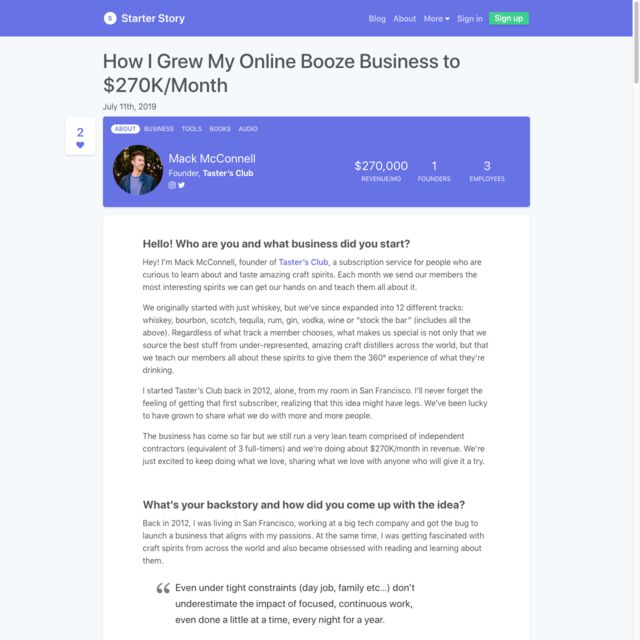 S Starter Story Blog About More Sign in Sign up
How I Grew My Online Booze Business to
$270K/Month
July 11th, 2019
2
ABOUT BUSINESS TOOLS BOOKS AUDIO
Mack McConnell
Founder, Taster's Club
$270,000 1 3
REVENUE/MO FOUNDERS EMPLOYEES
Hello! Who are you and what business did you start?
Hey! I'm Mack McConnell, founder of Taster's Club, a subscription service for people who are
curious to learn about and taste amazing craft spirits. Each month we send our members the
most interesting spirits we can get our hands on and teach them all about it.
We originally started with just whiskey, but we've since expanded into 12 different tracks:
whiskey, bourbon, scotch, tequila, rum, gin, vodka, wine or "stock the bar" (includes all the
above). Regardless of what track a member chooses, what makes us special is not only that we
source the best stuff from under-represented, amazing craft distillers across the world, but that
we teach our members all about these spirits to give them the 360° experience of what they're
drinking.
I started Taster's Club back in 2012, alone, from my room in San Francisco. I'll never forget the
feeling of getting that first subscriber, realizing that this idea might have legs. We've been lucky
to have grown to share what we do with more and more people.
The business has come so far but we still run a very lean team comprised of independent
contractors (equivalent of 3 full-timers) and we're doing about $270K/month in revenue. We're
just excited to keep doing what we love, sharing what we love with anyone who will give it a try.
What's your backstory and how did you come up with the idea?
Back in 2012, I was living in San Francisco, working at a big tech company and got the bug to
launch a business that aligns with my passions. At the same time, I was getting fascinated with
craft spirits from across the world and also became obsessed with reading and learning about
them.
“ Even under tight constraints (day job, family etc...) don't
underestimate the impact of focused, continuous work,
even done a little at a time, every night for a year.